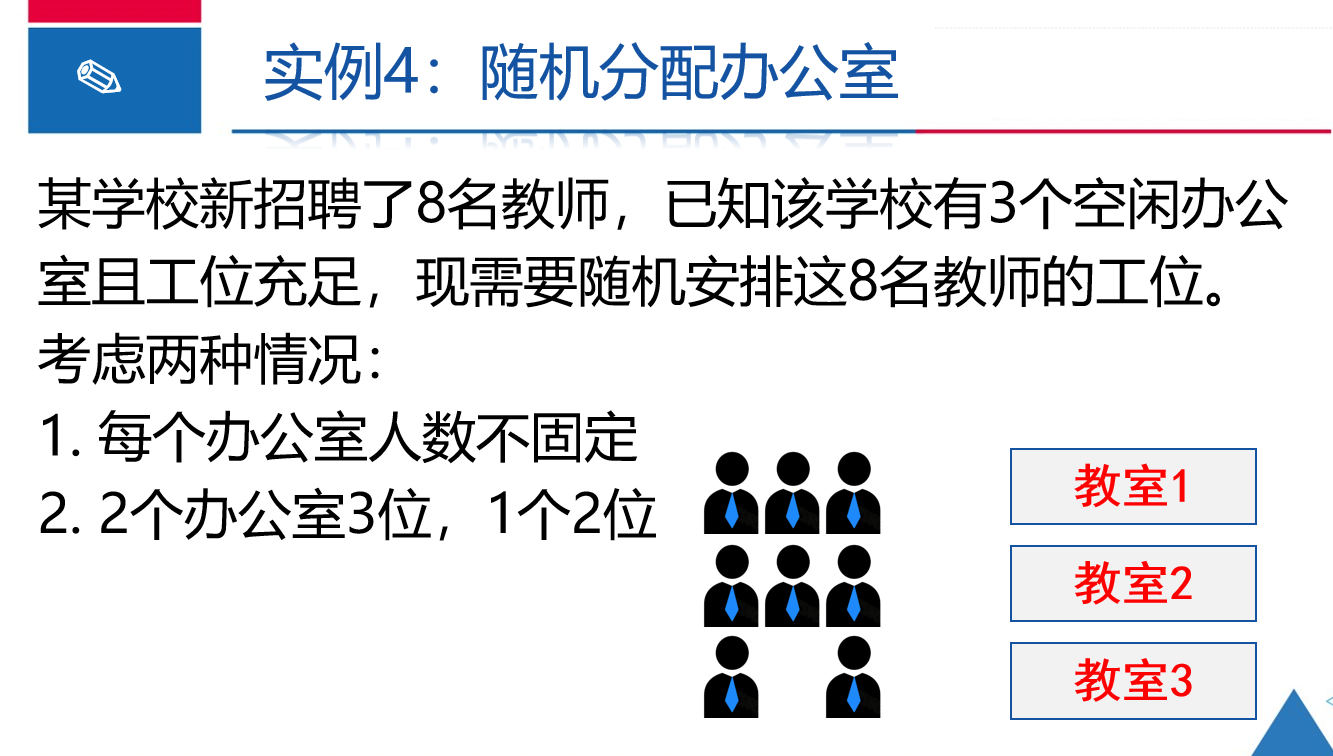 实例4：随机分配办公室
某学校新招聘了8名教师，已知该学校有3个空闲办公
室且工位充足，现需要随机安排这8名教师的工位。
考虑两种情况：
1. 每个办公室人数不固定
2. 2个办公室3位，1个2位
教室1
教室2
教室3